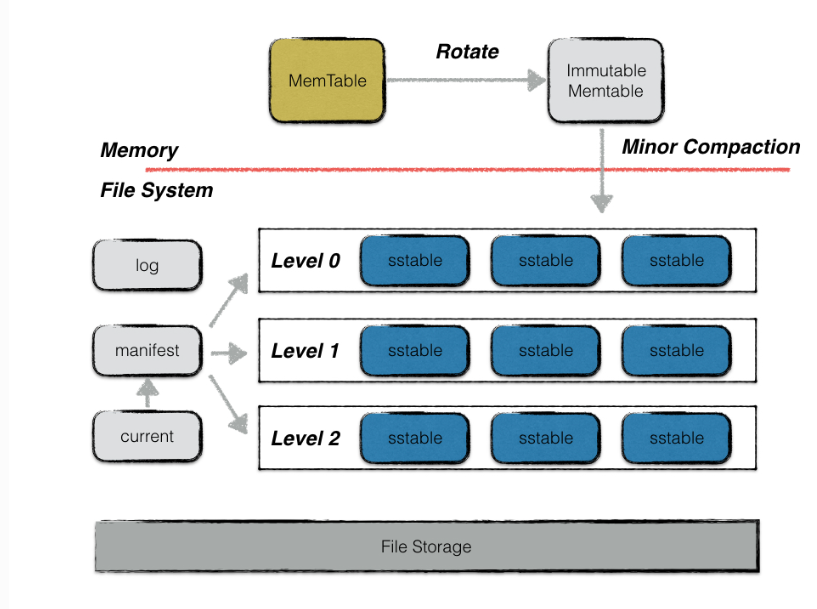 Rotate
MemTable
Immutable
Memtable
Memory
Minor Compaction
File System
log
Level 0
sstable
sstable
sstable
manifest
Level 1
sstable
sstable
sstable
current
Level 2
sstable
sstable
sstable
File Storage